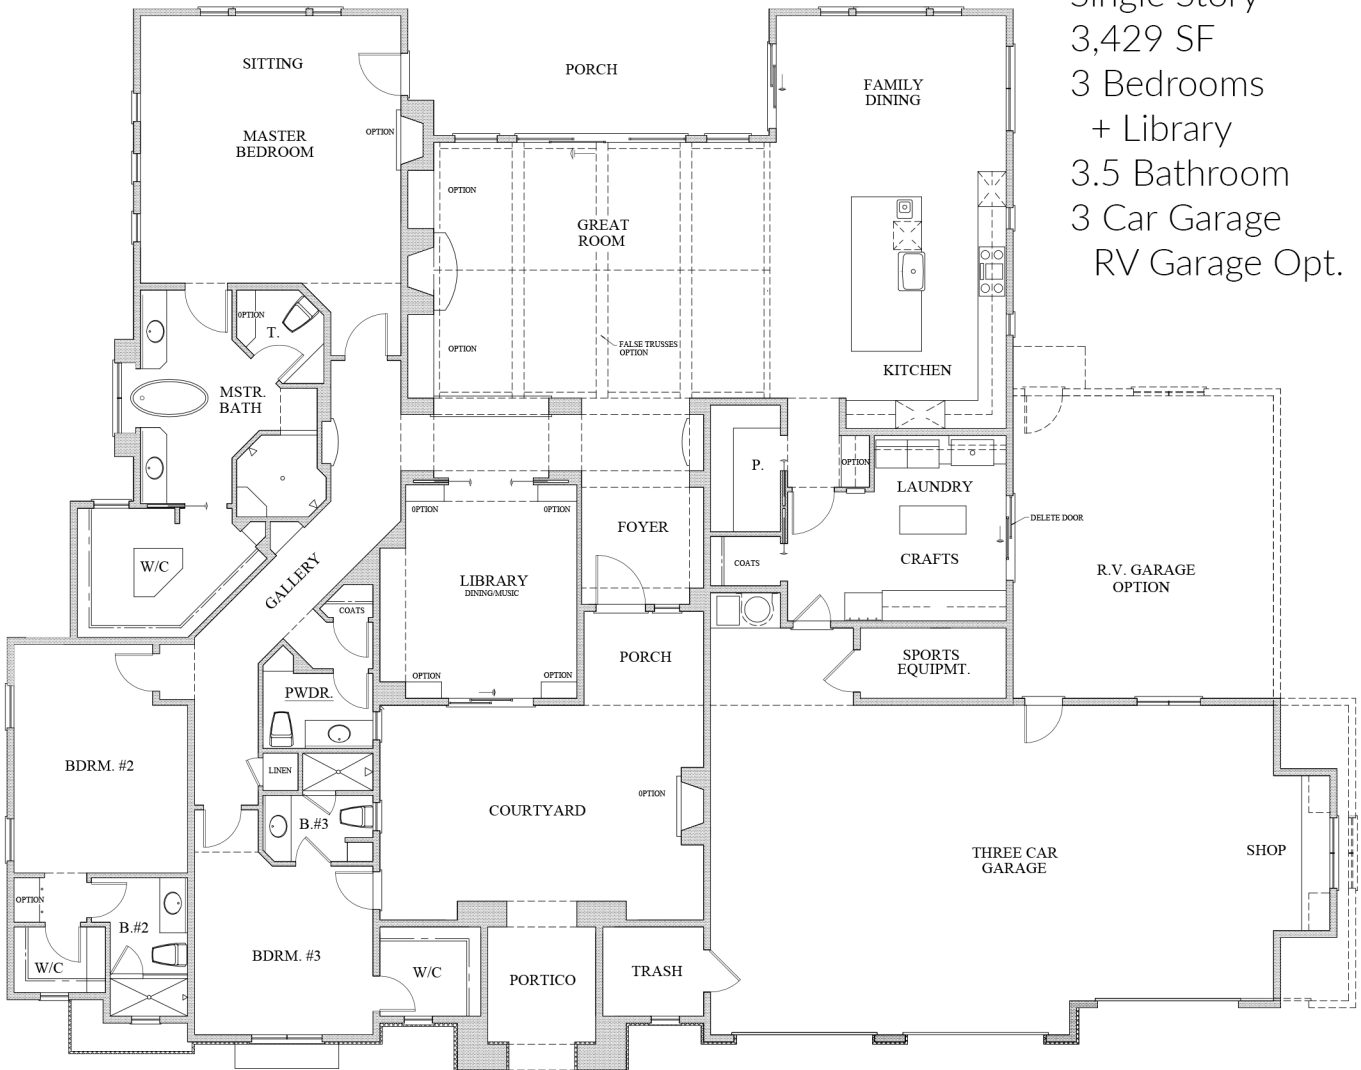 Single Story
3,429 SF
3 Bedrooms
+ Library
3.5 Bathroom
3 Car Garage
RV Garage Opt.
SITTING
MASTER
BEDROOM
OPTION
PORCH
FAMILY
DINING
OPTION
GREAT
ROOM
OPTION
FALSE TRUSSES
OPTION
KITCHEN
OPTION
T.
MSTR.
BATH
P.
OPTION
LAUNDRY
DELETE DOOR
CRAFTS
COATS
R.V. GARAGE
OPTION
W/C
GALLERY
OPTION
OPTION
LIBRARY
DINING/MUSIC
OPTION
OPTION
FOYER
COATS
PORCH
SPORTS
EQUIPMT.
PWDR.
BDRM. #2
LINEN
B.#3
COURTYARD
OPTION
THREE CAR
GARAGE
SHOP
OPTION
B.#2
W/C
BDRM. #3
W/C
PORTICO
TRASH